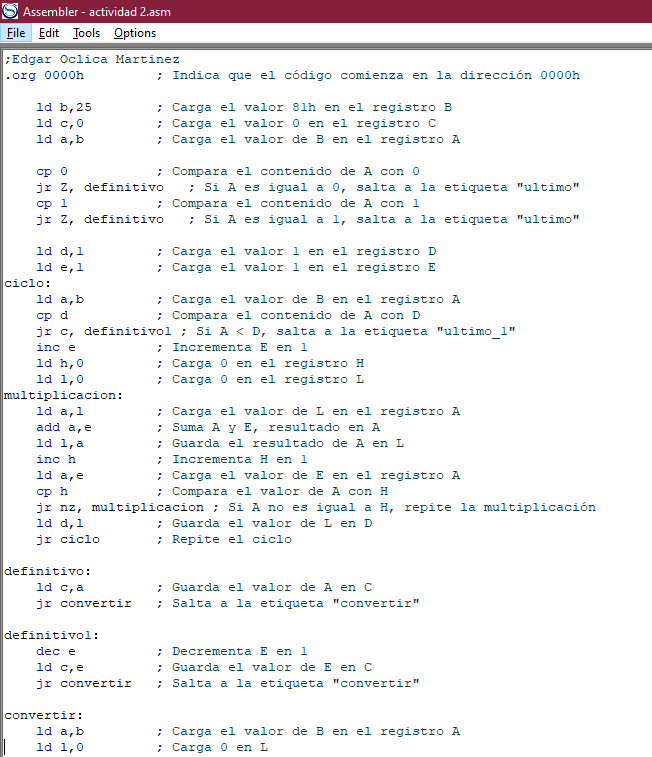 Assembler - actividad 2.asm
File Edit Tools Options
;Edgar Oclica Martinez
.org 0000h ; Indica que el código comienza en la dirección 0000h
ld b,25 ; Carga el valor 81h en el registro B
ld c,0 ; Carga el valor 0 en el registro C
ld a,b ; Carga el valor de B en el registro A
cp 0 ; Compara el contenido de A con 0
jr Z, definitivo ; Si A es igual a 0, salta a la etiqueta "ultimo"
cp 1 ; Compara el contenido de A con 1
jr Z, definitivo ; Si A es igual a 1, salta a la etiqueta "ultimo"
ld d,1 ; Carga el valor 1 en el registro D
ld e,1 ; Carga el valor 1 en el registro E
ciclo:
ld a,b ; Carga el valor de B en el registro A
cp d ; Compara el contenido de A con D
jr c, definitivo1 ; Si A < D, salta a la etiqueta "ultimo_1"
inc e ; Incrementa E en 1
ld h,0 ; Carga 0 en el registro H
ld l,0 ; Carga 0 en el registro L
multiplicacion:
ld a,l ; Carga el valor de L en el registro A
add a,e ; Suma A y E, resultado en A
ld l,a ; Guarda el resultado de A en L
inc h ; Incrementa H en 1
ld a,e ; Carga el valor de E en el registro A
cp h ; Compara el valor de A con H
jr nz, multiplicacion ; Si A no es igual a H, repite la multiplicación
ld d,l ; Guarda el valor de L en D
jr ciclo ; Repite el ciclo
definitivo:
ld c,a ; Guarda el valor de A en C
jr convertir ; Salta a la etiqueta "convertir"
definitivo1:
dec e ; Decrementa E en 1
ld c,e ; Guarda el valor de E en C
jr convertir ; Salta a la etiqueta "convertir"
convertir:
ld a,b ; Carga el valor de B en el registro A
ld l,0 ; Carga 0 en L